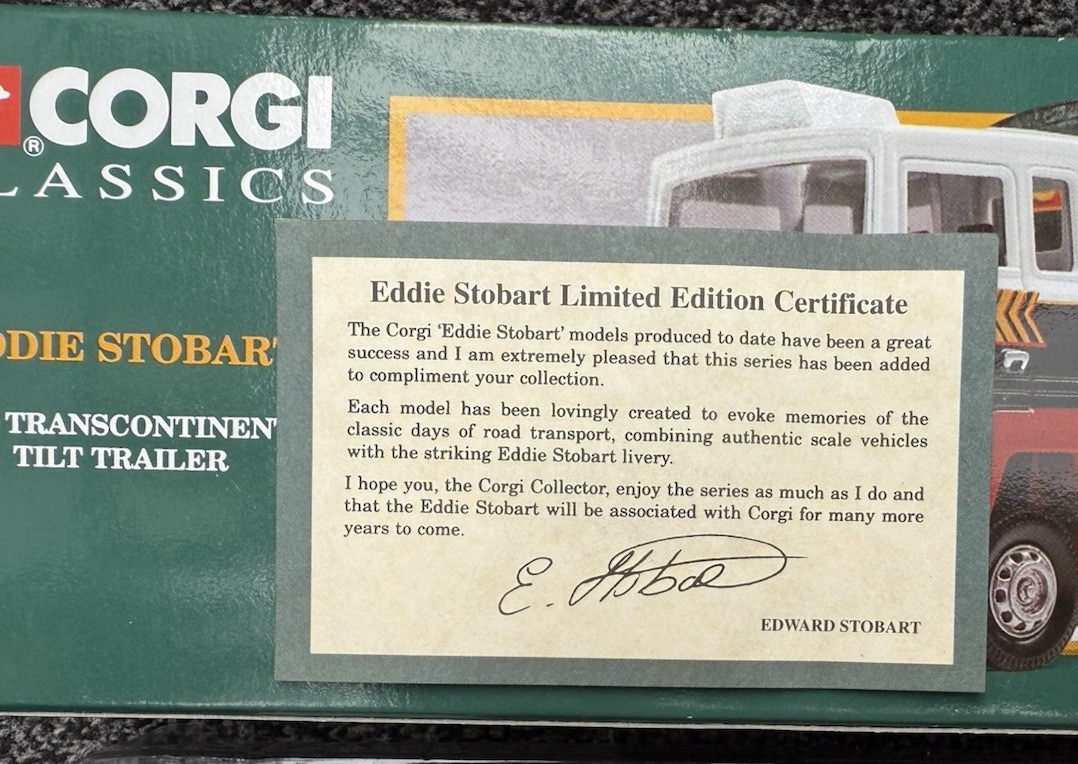 CORGI
®
LASSICS
DDIE STOBAR
TRANSCONTINEN
TILT TRAILER
Eddie Stobart Limited Edition Certificate
The Corgi 'Eddie Stobart' models produced to date have been a great
success and I am extremely pleased that this series has been added
to compliment your collection.
Each model has been lovingly created to evoke memories of the
classic days of road transport, combining authentic scale vehicles
with the striking Eddie Stobart livery.
I hope you, the Corgi Collector, enjoy the series as much as I do and
that the Eddie Stobart will be associated with Corgi for many more
years to come.
E. Stobart
EDWARD STOBART